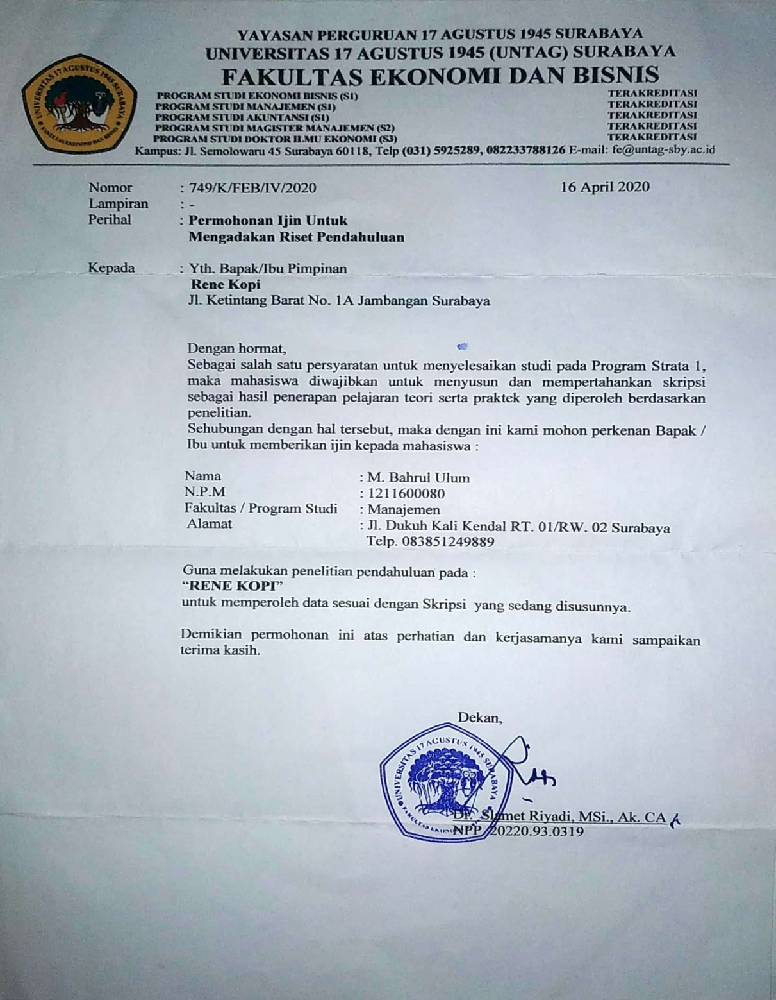 YAYASAN PERGURUAN 17 AGUSTUS 1945 SURABAYA
UNIVERSITAS 17 AGUSTUS 1945 (UNTAG) SURABAYA
FAKULTAS EKONOMI DAN BISNIS
PROGRAM STUDI EKONOMI BISNIS (S1) TERAKREDITASI
PROGRAM STUDI MANAJEMEN (S1) TERAKREDITASI
PROGRAM STUDI AKUNTANSI (S1) TERAKREDITASI
PROGRAM STUDI MAGISTER MANAJEMEN (S2) TERAKREDITASI
PROGRAM STUDI DOKTOR ILMU EKONOMI (S3) TERAKREDITASI
Kampus: Jl. Semolowaru 45 Surabaya 60118, Telp (031) 5925289, 082233788126 E-mail: fe@untag-sby.ac.id
UNIVERSITAS 17 AGUSTUS 1945 SURABAYA
FAKULTAS EKONOMI DAN BISNIS
Nomor : 749/K/FEB/IV/2020 16 April 2020
Lampiran : -
Perihal : Permohonan Ijin Untuk
Mengadakan Riset Pendahuluan
Kepada : Yth. Bapak/Ibu Pimpinan
Rene Kopi
Jl. Ketintang Barat No. 1A Jambangan Surabaya
Dengan hormat,
Sebagai salah satu persyaratan untuk menyelesaikan studi pada Program Strata 1,
maka mahasiswa diwajibkan untuk menyusun dan mempertahankan skripsi
sebagai hasil penerapan pelajaran teori serta praktek yang diperoleh berdasarkan
penelitian.
Sehubungan dengan hal tersebut, maka dengan ini kami mohon perkenan Bapak /
Ibu untuk memberikan ijin kepada mahasiswa :
Nama : M. Bahrul Ulum
N.P.M : 1211600080
Fakultas / Program Studi : Manajemen
Alamat : Jl. Dukuh Kali Kendal RT. 01/RW. 02 Surabaya
Telp. 083851249889
Guna melakukan penelitian pendahuluan pada :
“RENE KOPI”
untuk memperoleh data sesuai dengan Skripsi yang sedang disusunnya.
Demikian permohonan ini atas perhatian dan kerjasamanya kami sampaikan
terima kasih.
Dekan,
UNIVERSITAS 17 AGUSTUS 1945 SURABAYA
Dr. Slamet Riyadi, MSi., Ak. CA
NPP 20220.93.0319